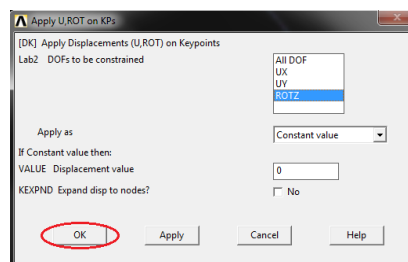 Apply U,ROT on KPs
[DK] Apply Displacements (U,ROT) on Keypoints
Lab2 DOFs to be constrained
All DOF
UX
UY
ROTZ
Apply as
Constant value
If Constant value then:
VALUE Displacement value
0
KEXPND Expand disp to nodes?
No
OK Apply Cancel Help